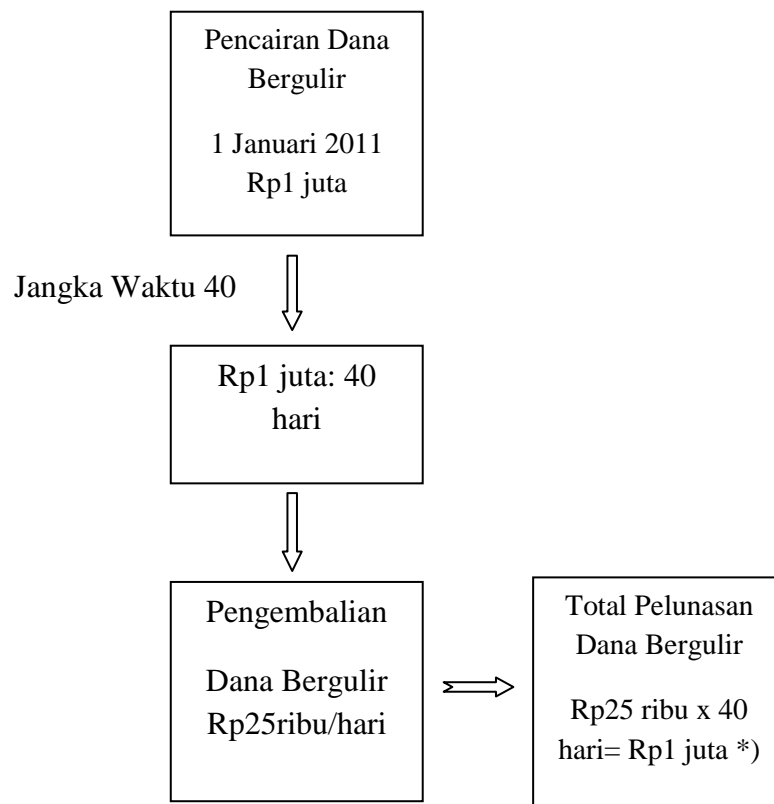 Pencairan Dana
Bergulir
1 Januari 2011
Rp1 juta
Jangka Waktu 40
Rp1 juta: 40
hari
Pengembalian
Dana Bergulir
Rp25ribu/hari
Total Pelunasan
Dana Bergulir
Rp25 ribu x 40
hari= Rp1 juta *)